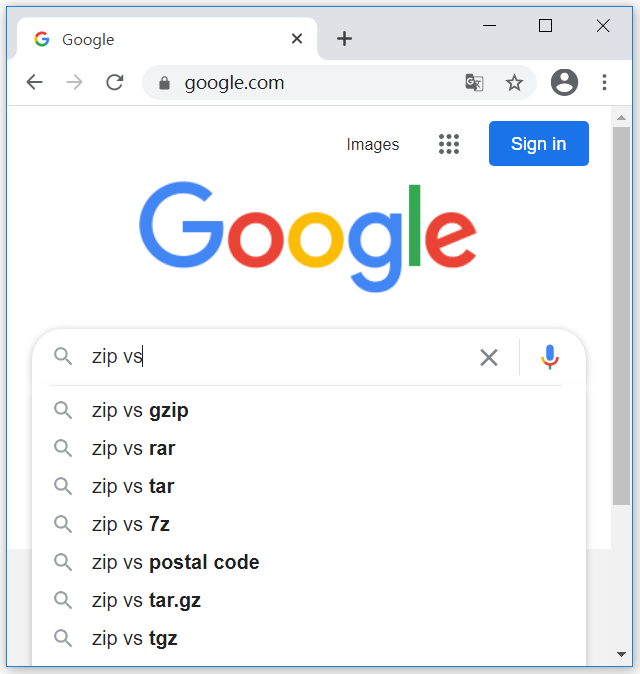 Google
google.com
Images
Sign in
Google
zip vs
zip vs gzip
zip vs rar
zip vs tar
zip vs 7z
zip vs postal code
zip vs tar.gz
zip vs tgz